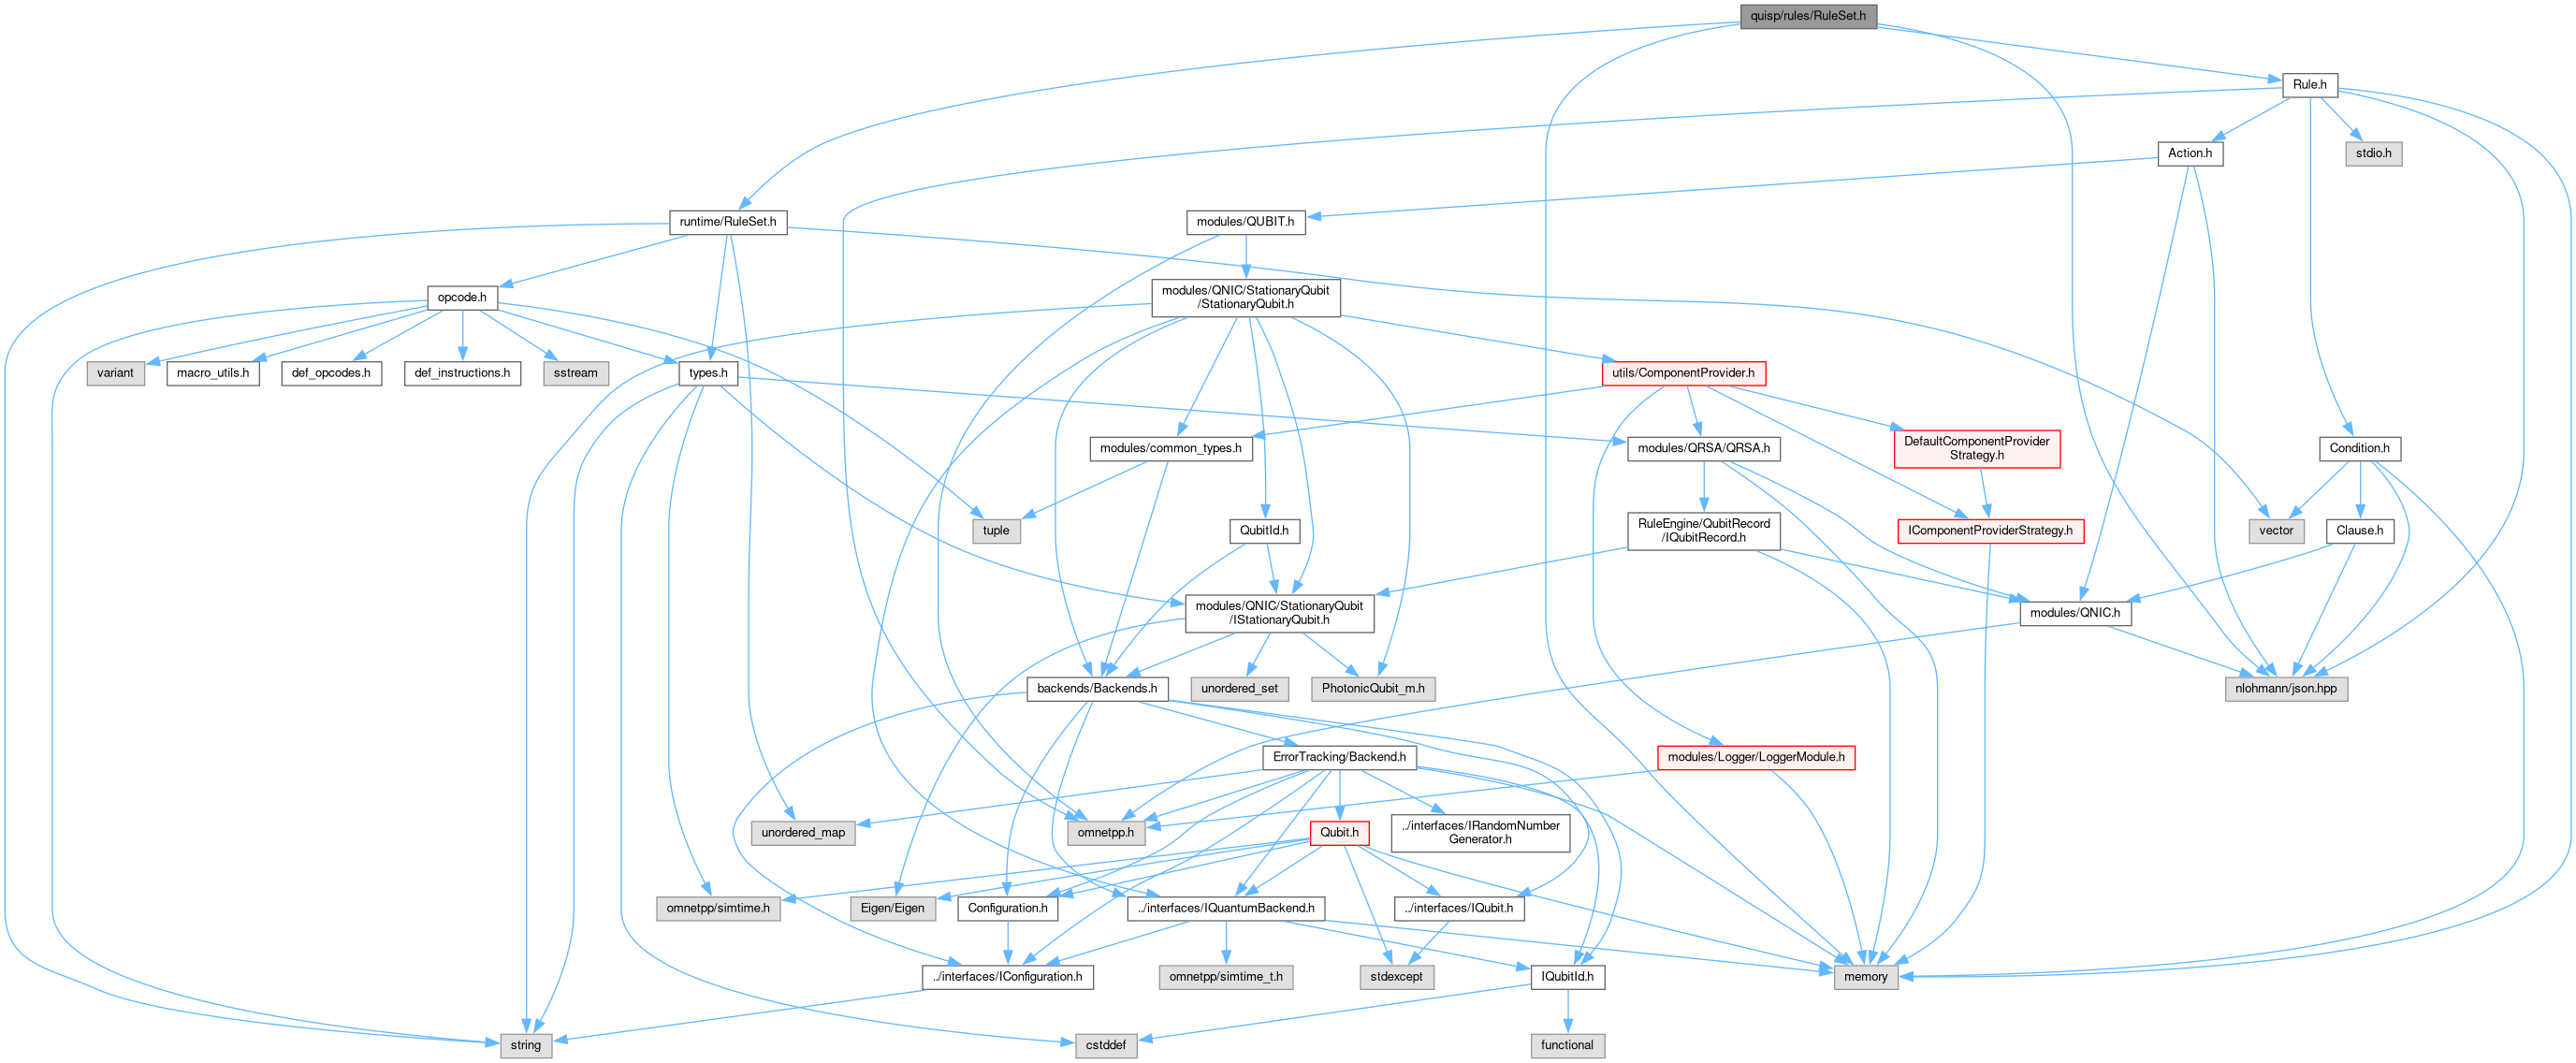 quisp/rules/RuleSet.h
Rule.h
Action.h
stdio.h
runtime/RuleSet.h
modules/QUBIT.h
opcode.h
modules/QNIC/StationaryQubit
/StationaryQubit.h
variant
macro_utils.h
def_opcodes.h
def_instructions.h
sstream
types.h
utils/ComponentProvider.h
modules/common_types.h
modules/QRSA/QRSA.h
DefaultComponentProvider
Strategy.h
Condition.h
tuple
QubitId.h
RuleEngine/QubitRecord
/IQubitRecord.h
IComponentProviderStrategy.h
vector
Clause.h
modules/QNIC/StationaryQubit
/IStationaryQubit.h
modules/QNIC.h
backends/Backends.h
unordered_set
PhotonicQubit_m.h
nlohmann/json.hpp
ErrorTracking/Backend.h
modules/Logger/LoggerModule.h
unordered_map
omnetpp.h
Qubit.h
../interfaces/IRandomNumber
Generator.h
omnetpp/simtime.h
Eigen/Eigen
Configuration.h
../interfaces/IQuantumBackend.h
../interfaces/IQubit.h
../interfaces/IConfiguration.h
omnetpp/simtime_t.h
stdexcept
IQubitId.h
memory
string
cstddef
functional